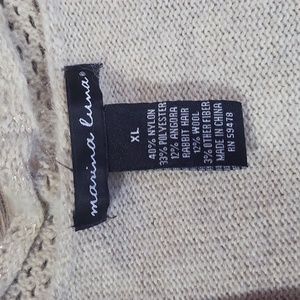 marina luna®
XL
40% NYLON
33% POLYESTER
12% ANGORA
RABBIT HAIR
12% WOOL
3% OTHER FIBER
MADE IN CHINA
RN 59478